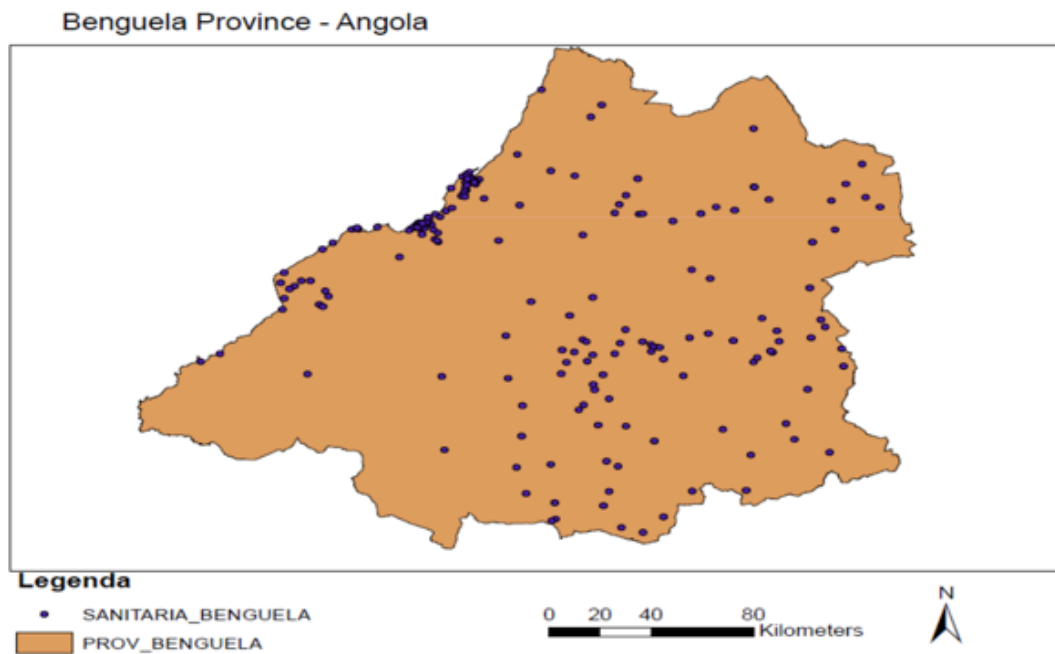 Benguela Province - Angola
Legenda
SANITARIA_BENGUELA
PROV_BENGUELA
0 20 40 80
Kilometers
N